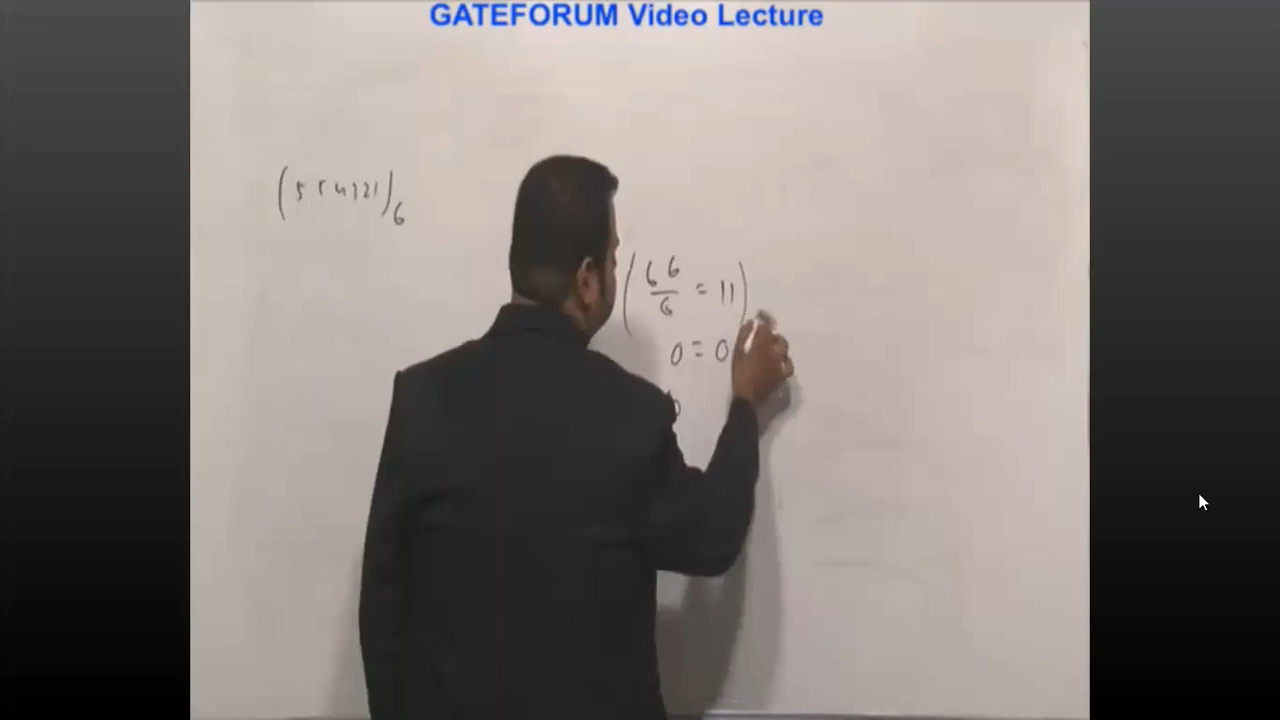 GATEFORUM Video Lecture
(554321)6
(66/6 = 11)
0 = 0